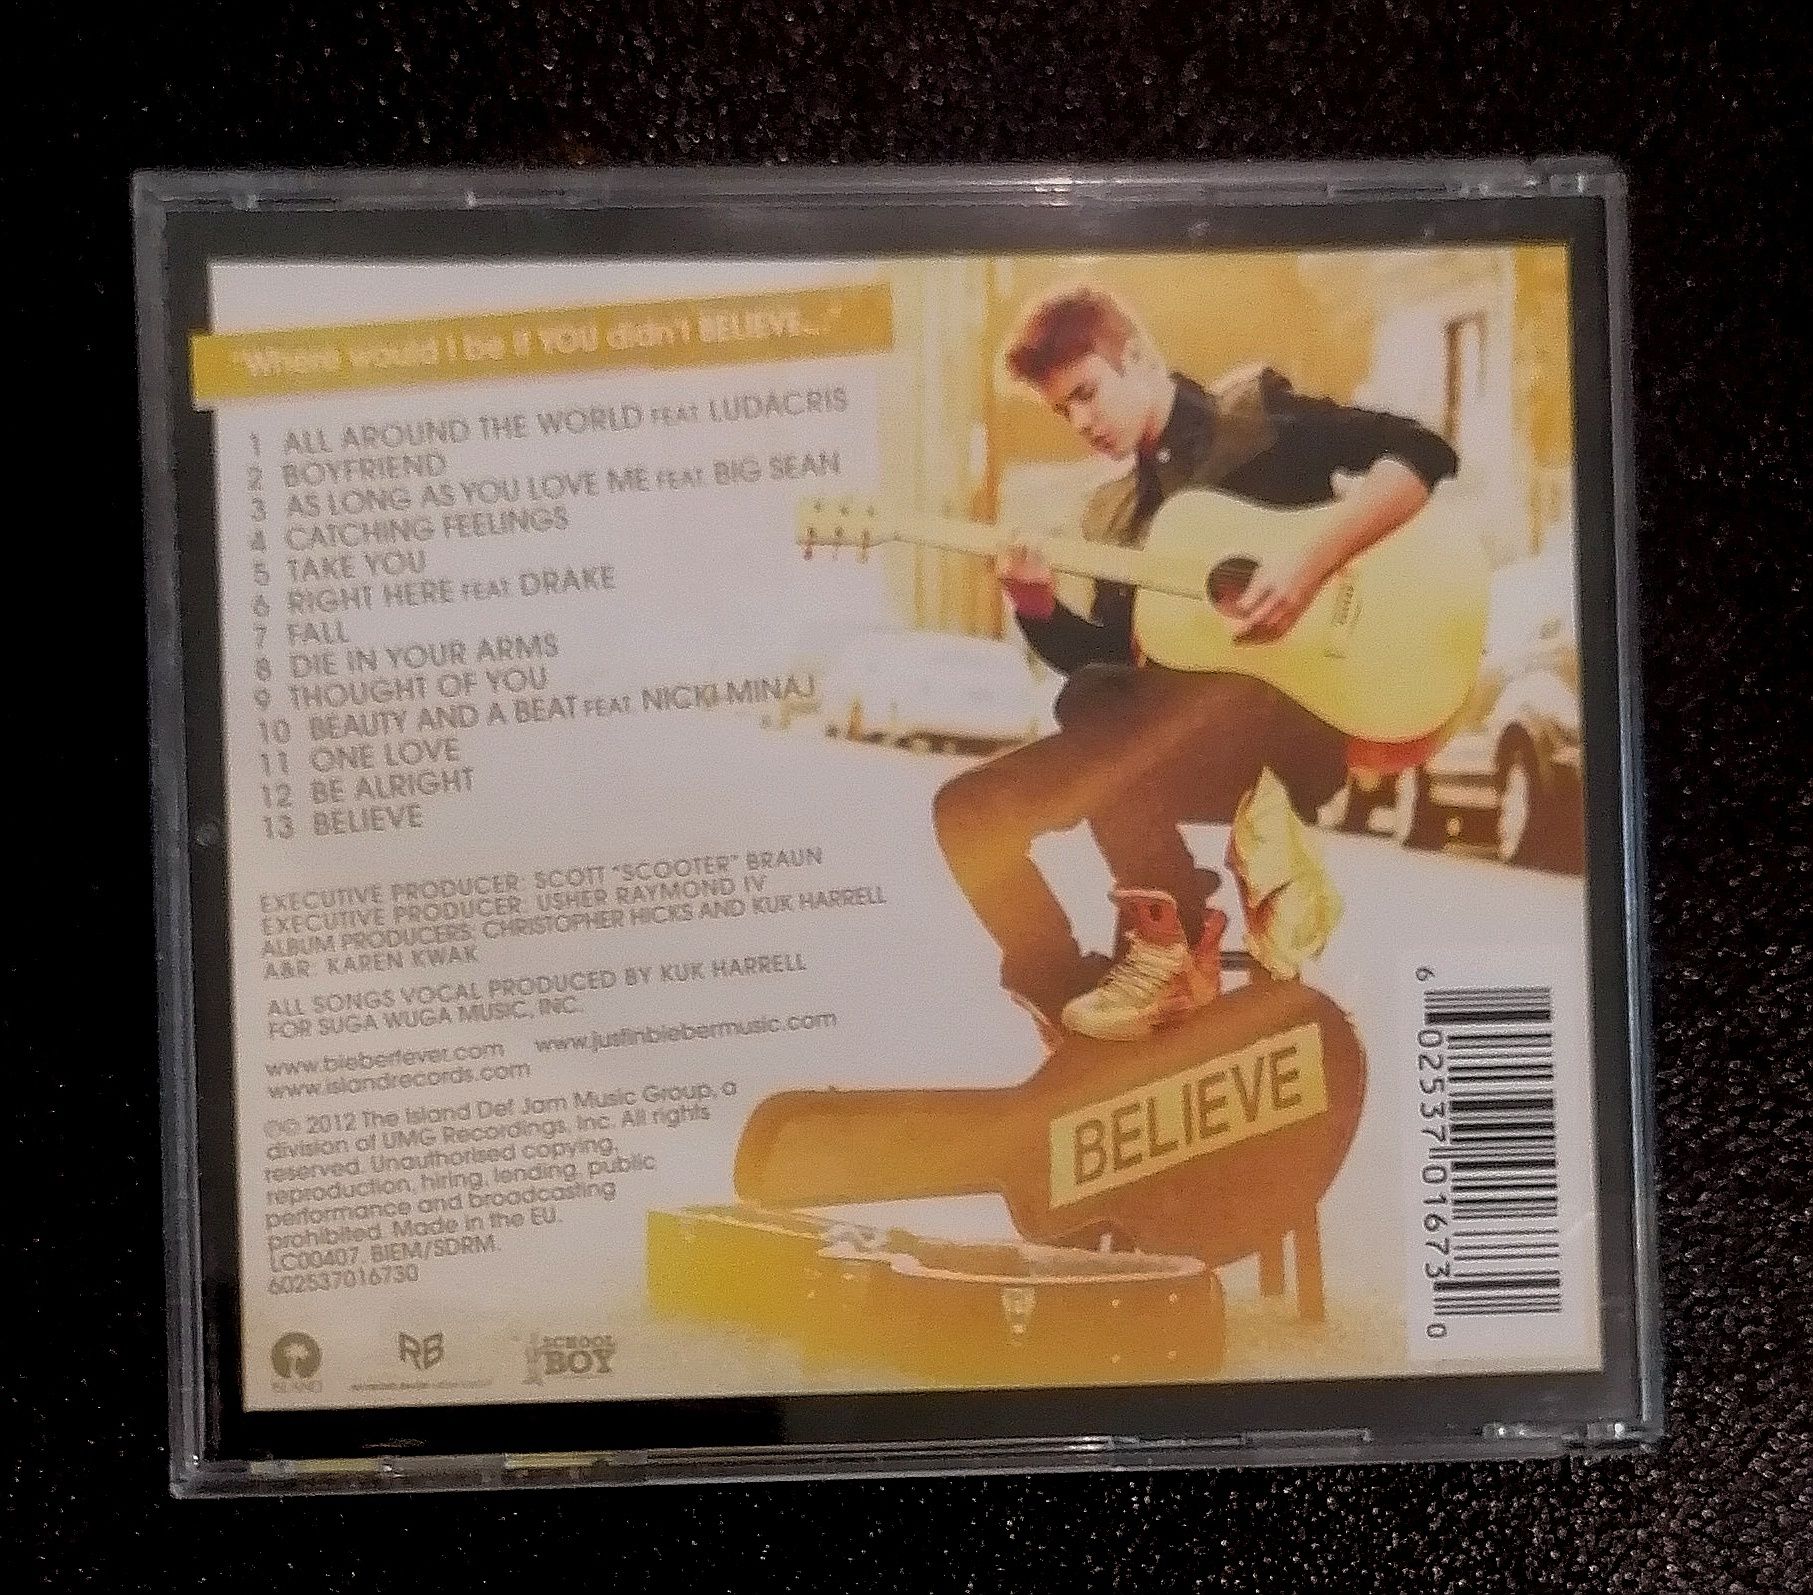 "Where would I be if YOU didn't BELIEVE..."
1 ALL AROUND THE WORLD FEAT. LUDACRIS
2 BOYFRIEND
3 AS LONG AS YOU LOVE ME FEAT. BIG SEAN
4 CATCHING FEELINGS
5 TAKE YOU
6 RIGHT HERE FEAT. DRAKE
7 FALL
8 DIE IN YOUR ARMS
9 THOUGHT OF YOU
10 BEAUTY AND A BEAT FEAT. NICKI MINAJ
11 ONE LOVE
12 BE ALRIGHT
13 BELIEVE
EXECUTIVE PRODUCER: SCOTT "SCOOTER" BRAUN
EXECUTIVE PRODUCER: USHER RAYMOND IV
ALBUM PRODUCERS: CHRISTOPHER HICKS AND KUK HARRELL
A&R: KAREN KWAK
ALL SONGS VOCAL PRODUCED BY KUK HARRELL
FOR SUGA WUGA MUSIC, INC.
www.bieberfever.com www.justinbiebermusic.com
www.islandrecords.com
℗© 2012 The Island Def Jam Music Group, a
division of UMG Recordings, Inc. All rights
reserved. Unauthorised copying,
reproduction, hiring, lending, public
performance and broadcasting
prohibited. Made in the EU.
LC00407. BIEM/SDRM.
602537016730
ISLAND
RB
SCHOOL
BOY
BELIEVE
6 02537 01673 0